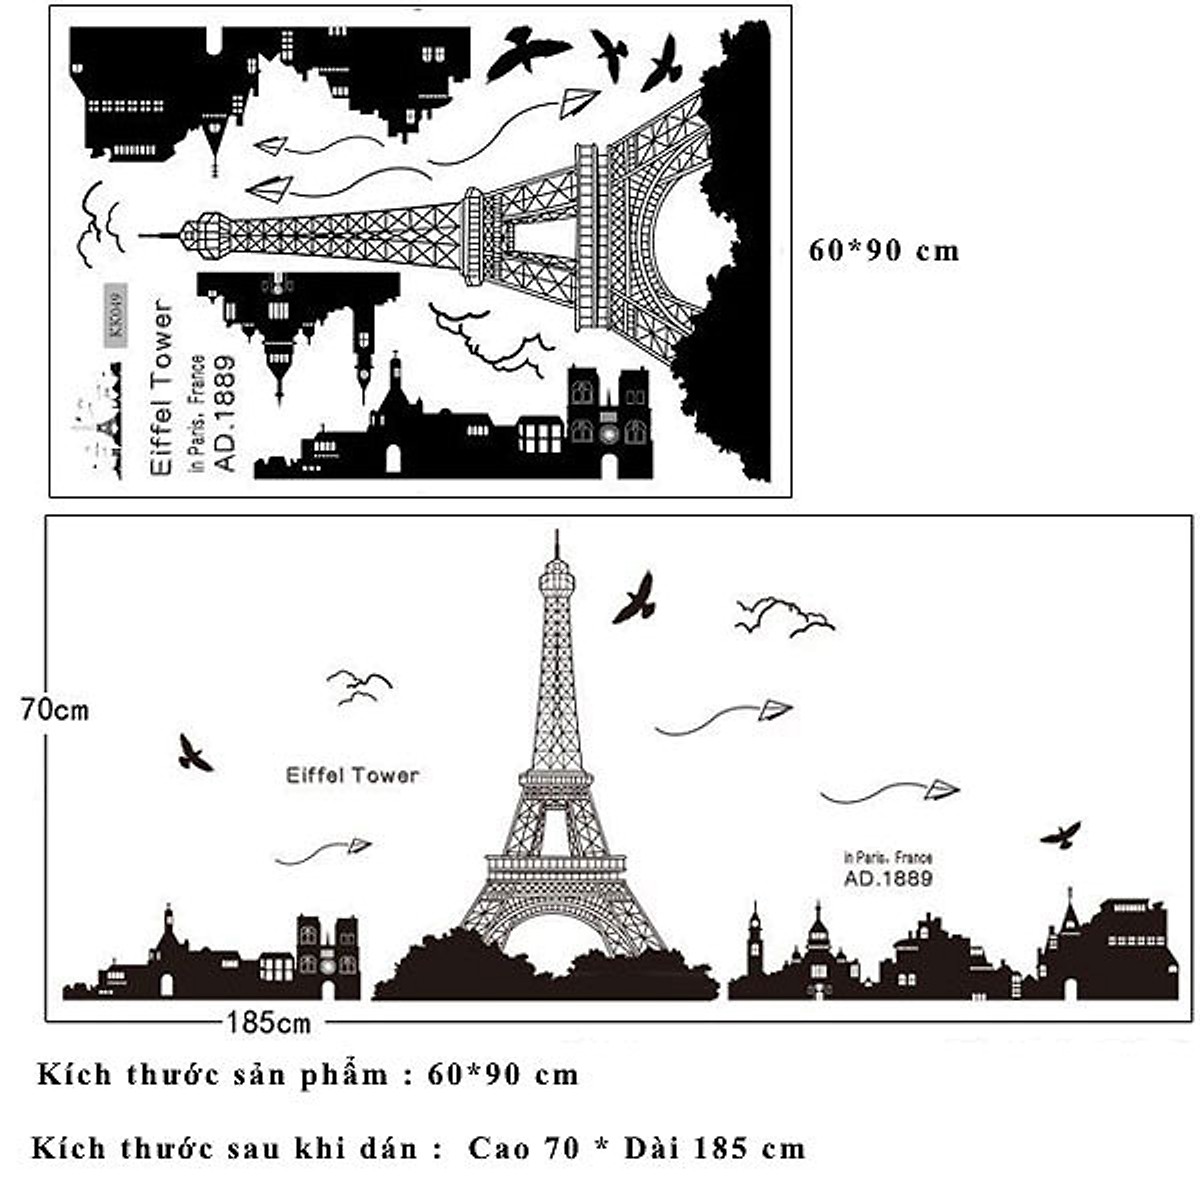 60*90 cm
KK049
Eiffel Tower
in Paris, France
AD.1889
70cm
Eiffel Tower
in Paris, France
AD.1889
185cm
Kích thước sản phẩm : 60*90 cm
Kích thước sau khi dán : Cao 70 * Dài 185 cm